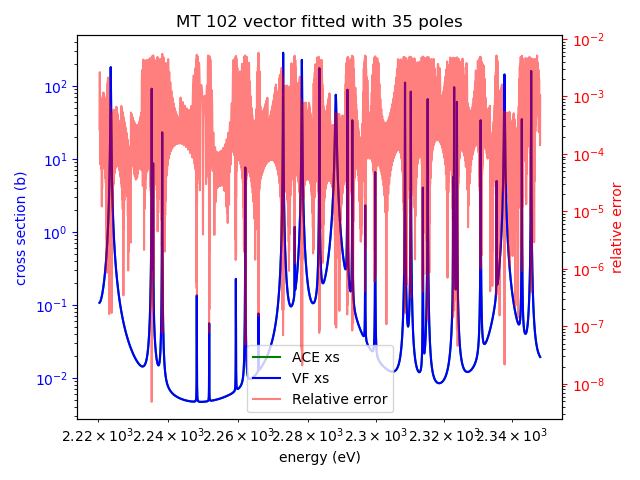 MT 102 vector fitted with 35 poles
cross section (b)
10²
10¹
10⁰
10⁻¹
10⁻²
10⁻²
10⁻³
10⁻⁴
10⁻⁵
10⁻⁶
10⁻⁷
10⁻⁸
relative error
ACE xs
VF xs
Relative error
2.22 × 10³ 2.24 × 10³ 2.26 × 10³ 2.28 × 10³ 2.3 × 10³ 2.32 × 10³ 2.34 × 10³
energy (eV)